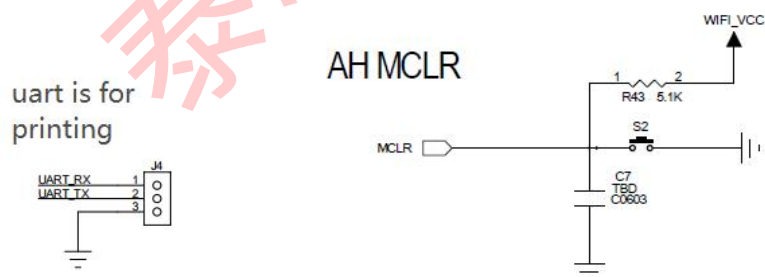 WIFI_VCC
AH MCLR
1 2
R43 5.1K
uart is for
printing
S2
MCLR
J4
UART_RX 1
UART_TX 2
3
C7
TBD
C0603
泰